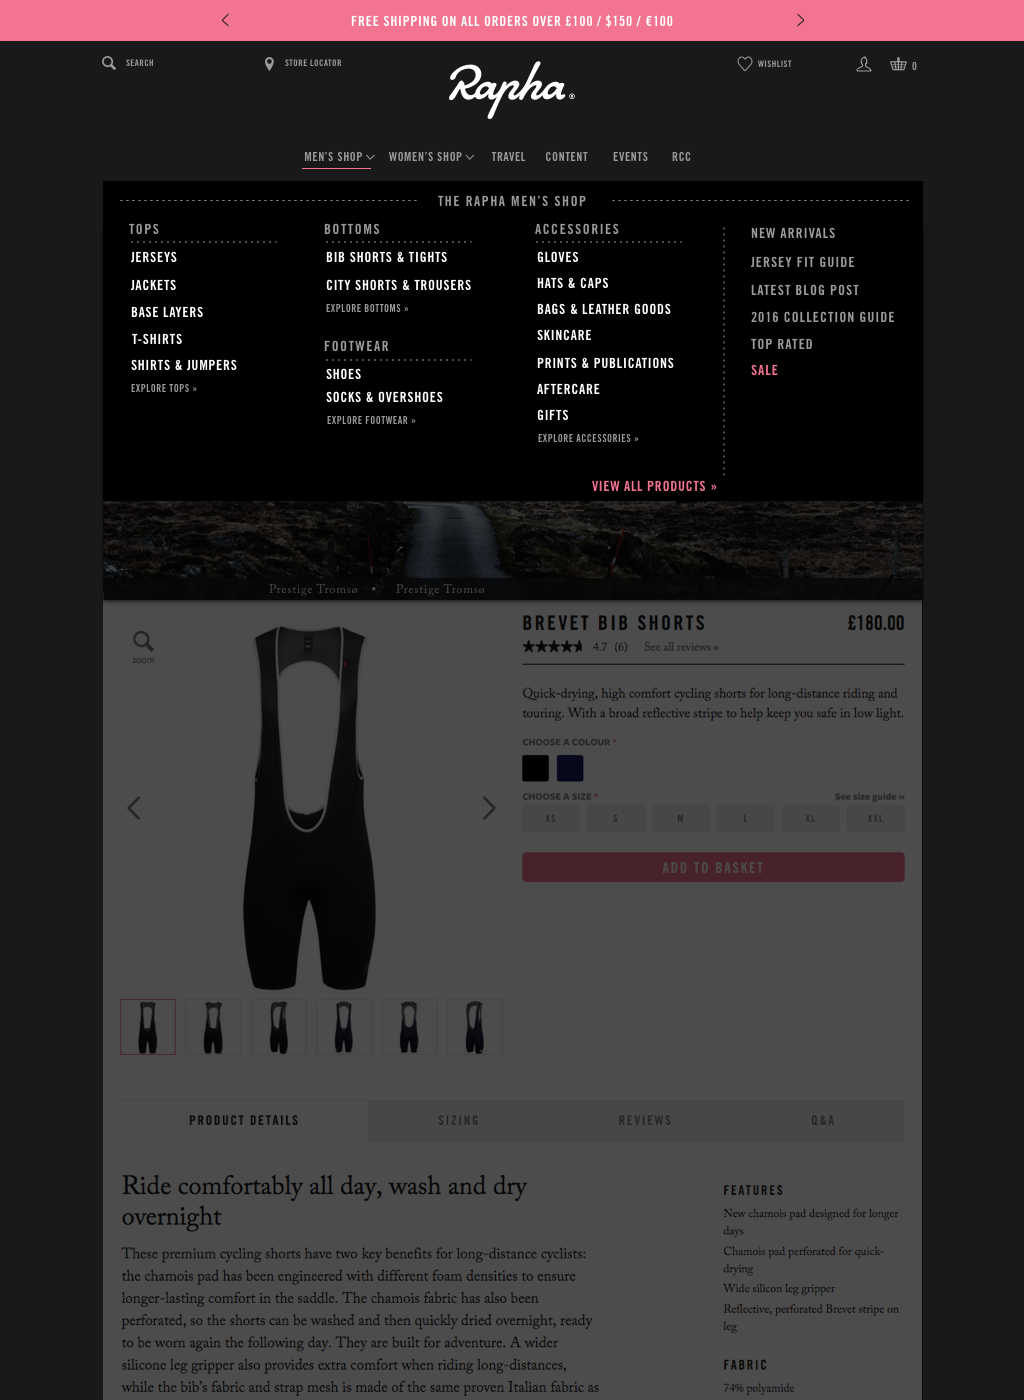 FREE SHIPPING ON ALL ORDERS OVER £100 / $150 / €100
SEARCH
STORE LOCATOR
Rapha®
WISHLIST
0
MEN'S SHOP
WOMEN'S SHOP
TRAVEL
CONTENT
EVENTS
RCC
THE RAPHA MEN'S SHOP
TOPS
JERSEYS
JACKETS
BASE LAYERS
T-SHIRTS
SHIRTS & JUMPERS
EXPLORE TOPS »
BOTTOMS
BIB SHORTS & TIGHTS
CITY SHORTS & TROUSERS
EXPLORE BOTTOMS »
FOOTWEAR
SHOES
SOCKS & OVERSHOES
EXPLORE FOOTWEAR »
ACCESSORIES
GLOVES
HATS & CAPS
BAGS & LEATHER GOODS
SKINCARE
PRINTS & PUBLICATIONS
AFTERCARE
GIFTS
EXPLORE ACCESSORIES »
NEW ARRIVALS
JERSEY FIT GUIDE
LATEST BLOG POST
2016 COLLECTION GUIDE
TOP RATED
SALE
VIEW ALL PRODUCTS »
Prestige Tromsø • Prestige Tromsø
zoom
BREVET BIB SHORTS
£180.00
4.7 (6) See all reviews »
Quick-drying, high comfort cycling shorts for long-distance riding and
touring. With a broad reflective stripe to help keep you safe in low light.
CHOOSE A COLOUR *
CHOOSE A SIZE *
See size guide »
XS
S
M
L
XL
XXL
ADD TO BASKET
PRODUCT DETAILS
SIZING
REVIEWS
Q&A
Ride comfortably all day, wash and dry
overnight
These premium cycling shorts have two key benefits for long-distance cyclists:
the chamois pad has been engineered with different foam densities to ensure
longer-lasting comfort in the saddle. The chamois fabric has also been
perforated, so the shorts can be washed and then quickly dried overnight, ready
to be worn again the following day. They are built for adventure. A wider
silicone leg gripper also provides extra comfort when riding long-distances,
while the bib's fabric and strap mesh is made of the same proven Italian fabric as
FEATURES
New chamois pad designed for longer
days
Chamois pad perforated for quick-
drying
Wide silicon leg gripper
Reflective, perforated Brevet stripe on
leg
FABRIC
74% polyamide